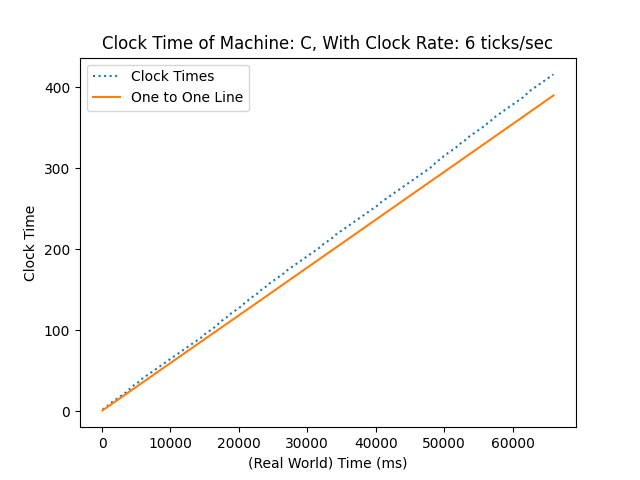 Clock Time of Machine: C, With Clock Rate: 6 ticks/sec
Clock Times
One to One Line
400
300
200
100
0
Clock Time
0 10000 20000 30000 40000 50000 60000
(Real World) Time (ms)